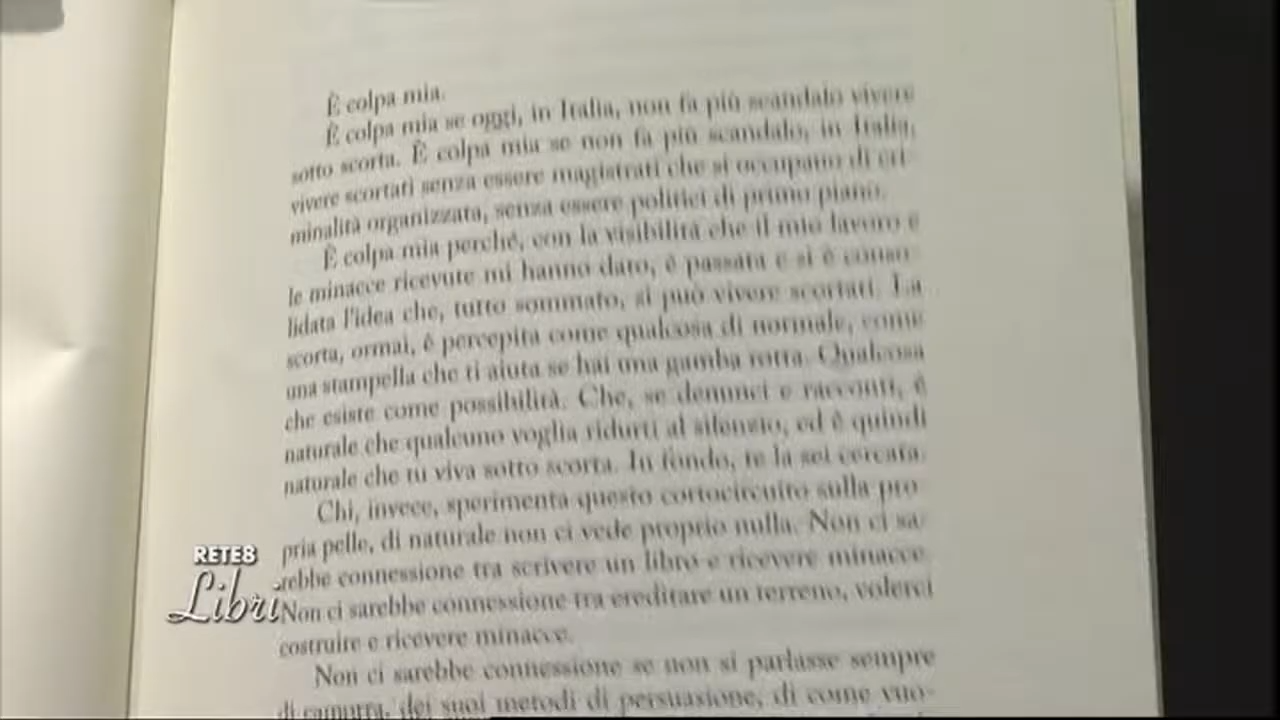 È colpa mia.
È colpa mia se oggi, in Italia, non fa più scandalo vivere
sotto scorta. È colpa mia se non fa più scandalo, in Italia,
vivere scortati senza essere magistrati che si occupano di cri-
minalità organizzata, senza essere politici di primo piano.
È colpa mia perché, con la visibilità che il mio lavoro e
le minacce ricevute mi hanno dato, è passata e si è conso-
lidata l'idea che, tutto sommato, si può vivere scortati. La
scorta, ormai, è percepita come qualcosa di normale, come
una stampella che ti aiuta se hai una gamba rotta. Qualcosa
che esiste come possibilità. Che, se denunci e racconti, è
naturale che qualcuno voglia ridurti al silenzio, ed è quindi
naturale che tu viva sotto scorta. In fondo, te la sei cercata.
Chi, invece, sperimenta questo cortocircuito sulla pro-
pria pelle, di naturale non ci vede proprio nulla. Non ci sa-
rebbe connessione tra scrivere un libro e ricevere minacce.
Non ci sarebbe connessione tra ereditare un terreno, volerci
costruire e ricevere minacce.
Non ci sarebbe connessione se non si parlasse sempre
di camorra, dei suoi metodi di persuasione, di come vuo-
RETE8
Libri